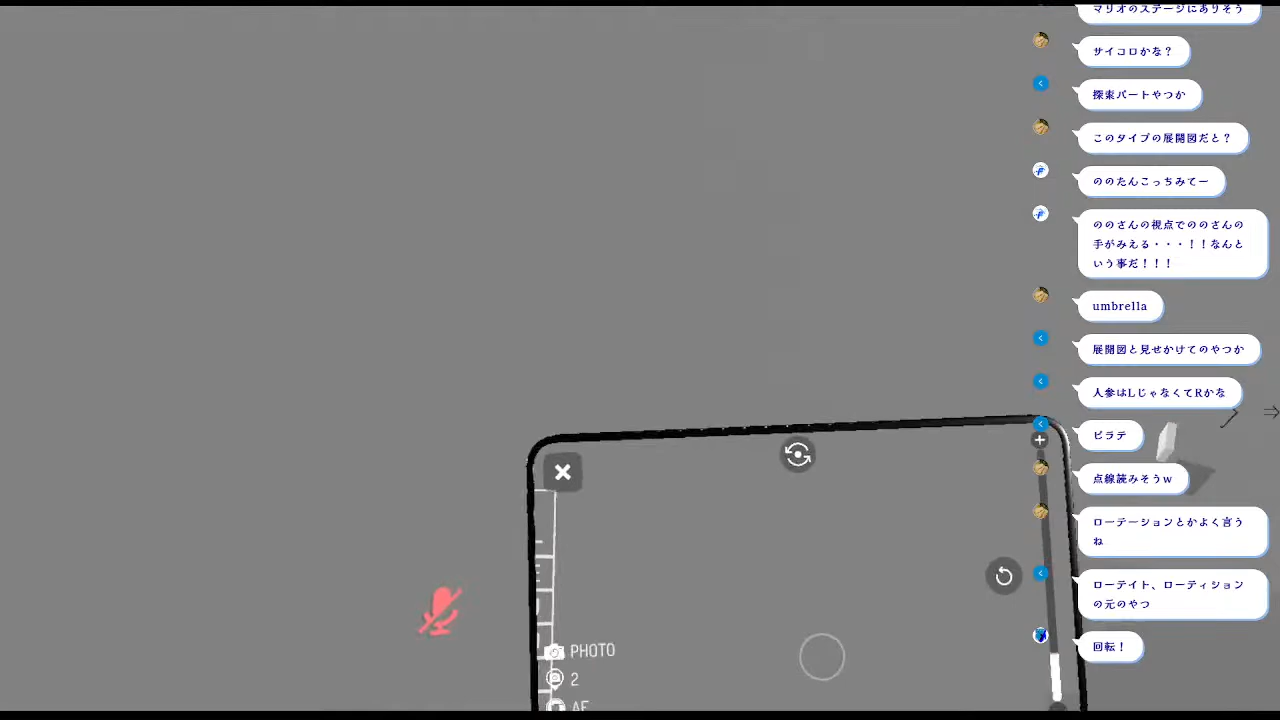 マリオのステージにありそう
サイコロかな？
探索パートやつか
このタイプの展開図だと？
ののたんこっちみてー
ののさんの視点でののさんの
手がみえる・・・！！なんと
いう事だ！！！
umbrella
展開図と見せかけてのやつか
人参はLじゃなくてRかな
ピラテ
点線読みそうw
ローテーションとかよく言う
ね
ローテイト、ローティション
の元のやつ
回転！
PHOTO
2
AF